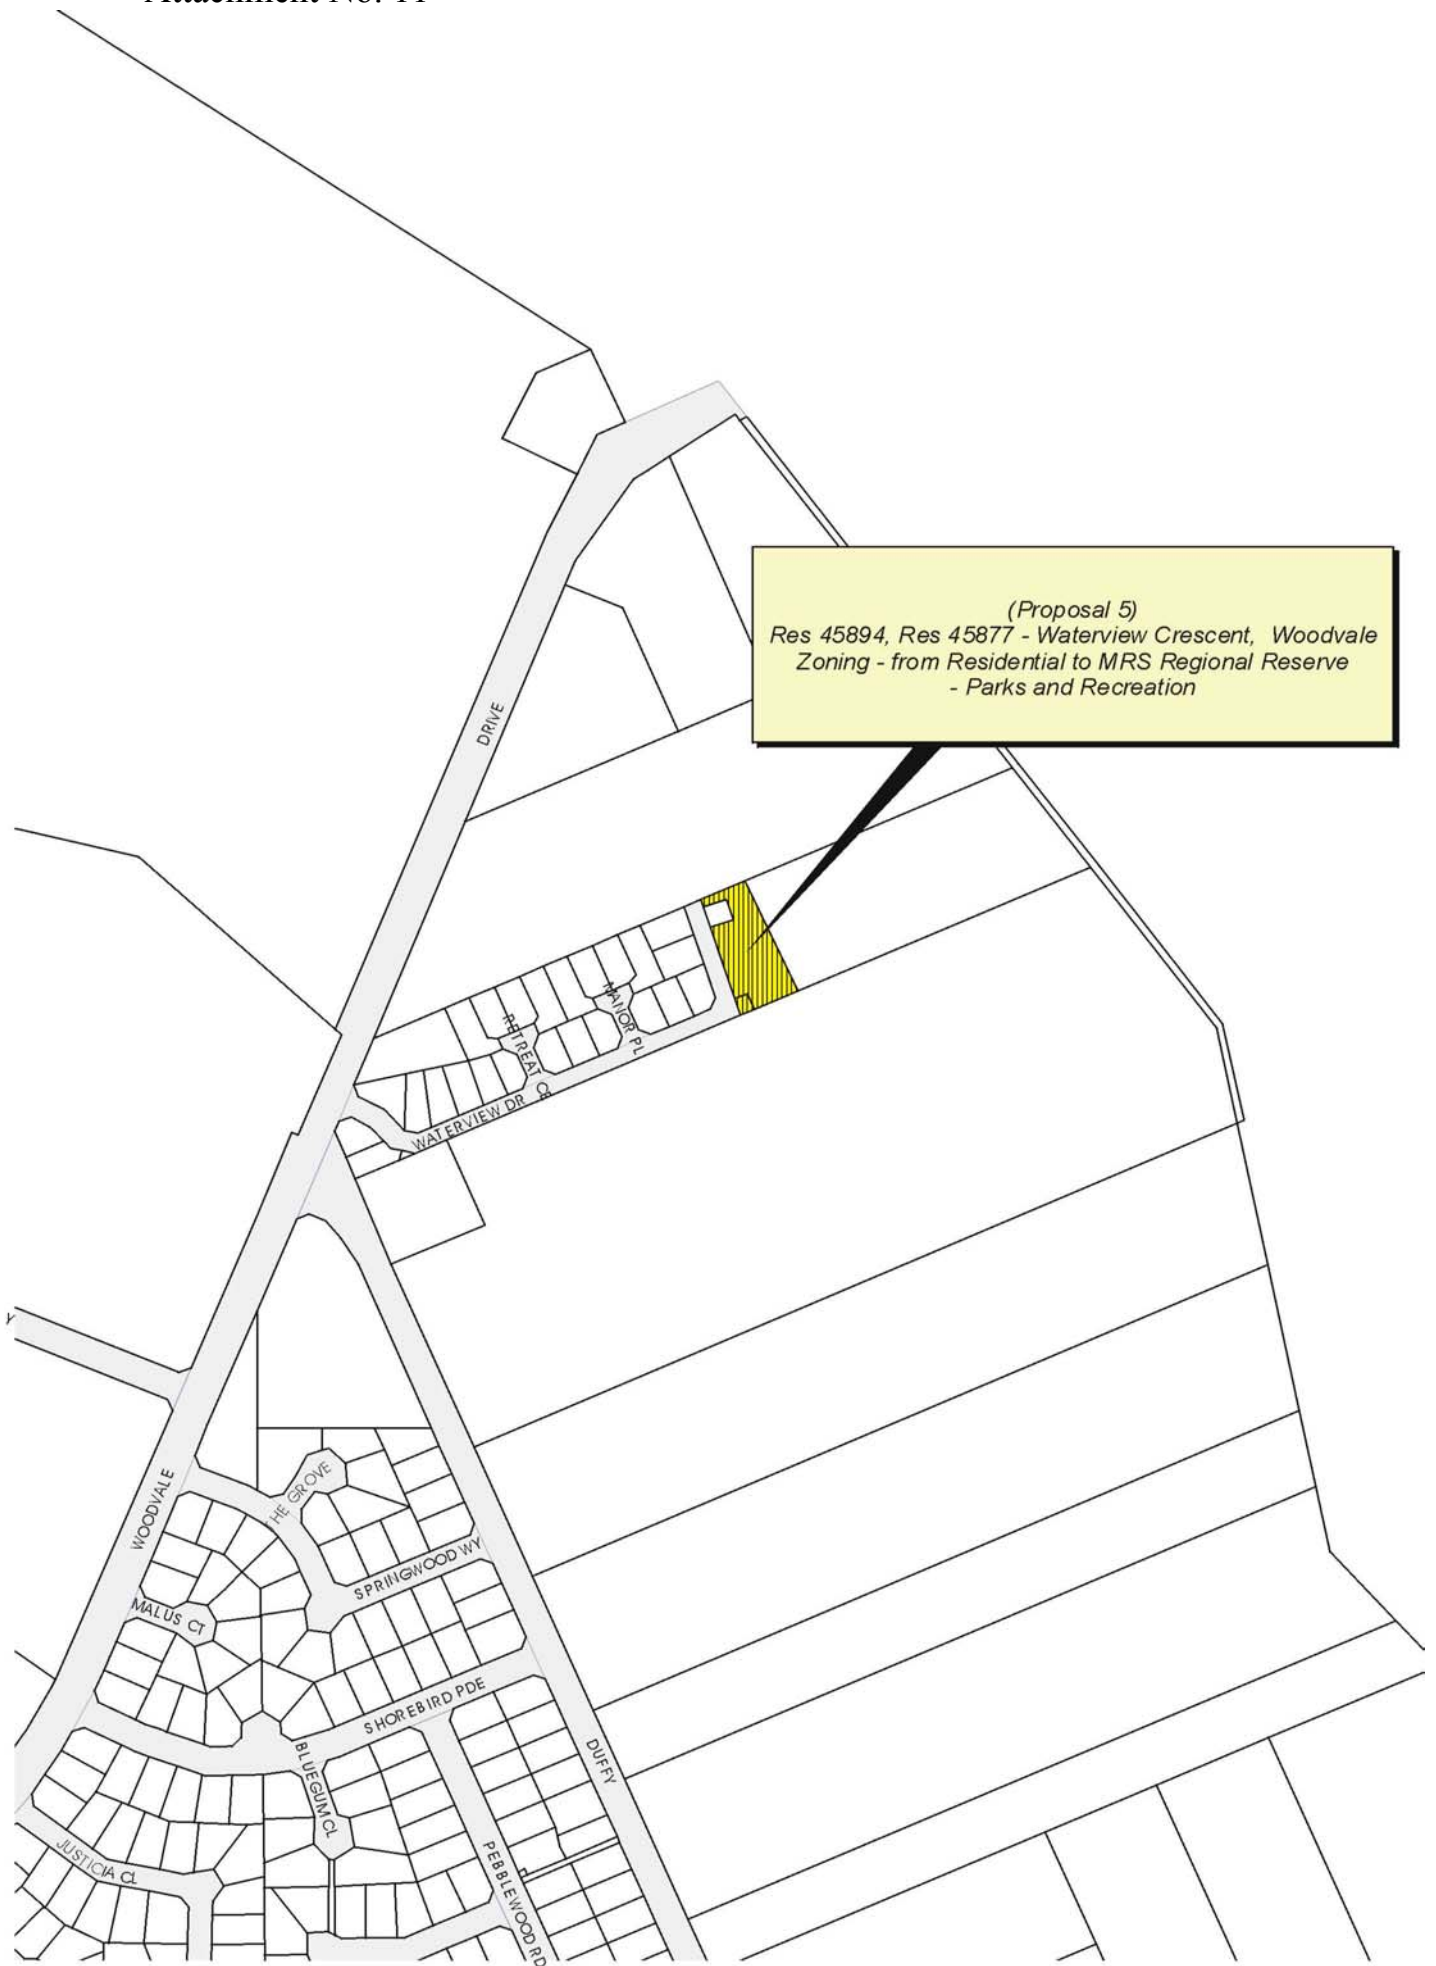 Attachment No. 11
(Proposal 5)
Res 45894, Res 45877 - Waterview Crescent, Woodvale
Zoning - from Residential to MRS Regional Reserve
- Parks and Recreation
DRIVE
MANOR PL
RETREAT
WATERVIEW DR
Y
WOODVALE
HE GROVE
SPRINGWOOD WY
MALUS CT
SHOREBIRD PDE
BLUEGUM CL
DUFFY
JUSTICIA CL
PEBBLEWOOD RD